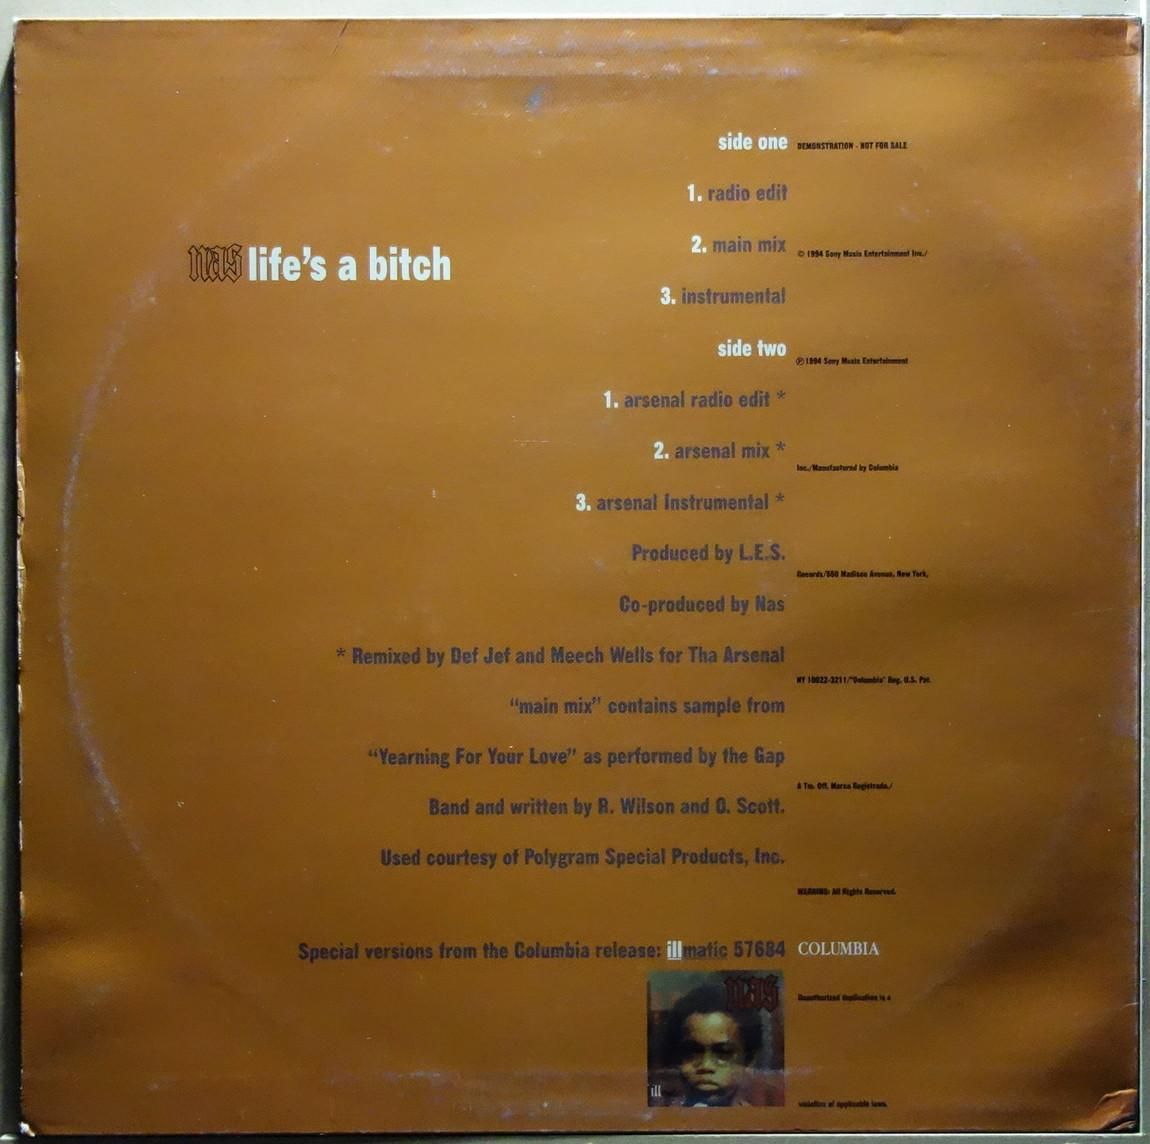 side one DEMONSTRATION - NOT FOR SALE
1. radio edit
2. main mix
© 1994 Sony Music Entertainment Inc./
nas life's a bitch
3. instrumental
side two
℗ 1994 Sony Music Entertainment
1. arsenal radio edit *
2. arsenal mix *
Inc./Manufactured by Columbia
3. arsenal Instrumental *
Produced by L.E.S.
Records/550 Madison Avenue, New York,
Co-produced by Nas
* Remixed by Def Jef and Meech Wells for Tha Arsenal
NY 10022-3211/"Columbia" Reg. U.S. Pat.
"main mix" contains sample from
"Yearning For Your Love" as performed by the Gap
& Tm. Off. Marca Registrada./
Band and written by R. Wilson and O. Scott.
Used courtesy of Polygram Special Products, Inc.
WARNING: All Rights Reserved.
Special versions from the Columbia release: illmatic 57684 COLUMBIA
nas
Unauthorized duplication is a
ill
violation of applicable laws.